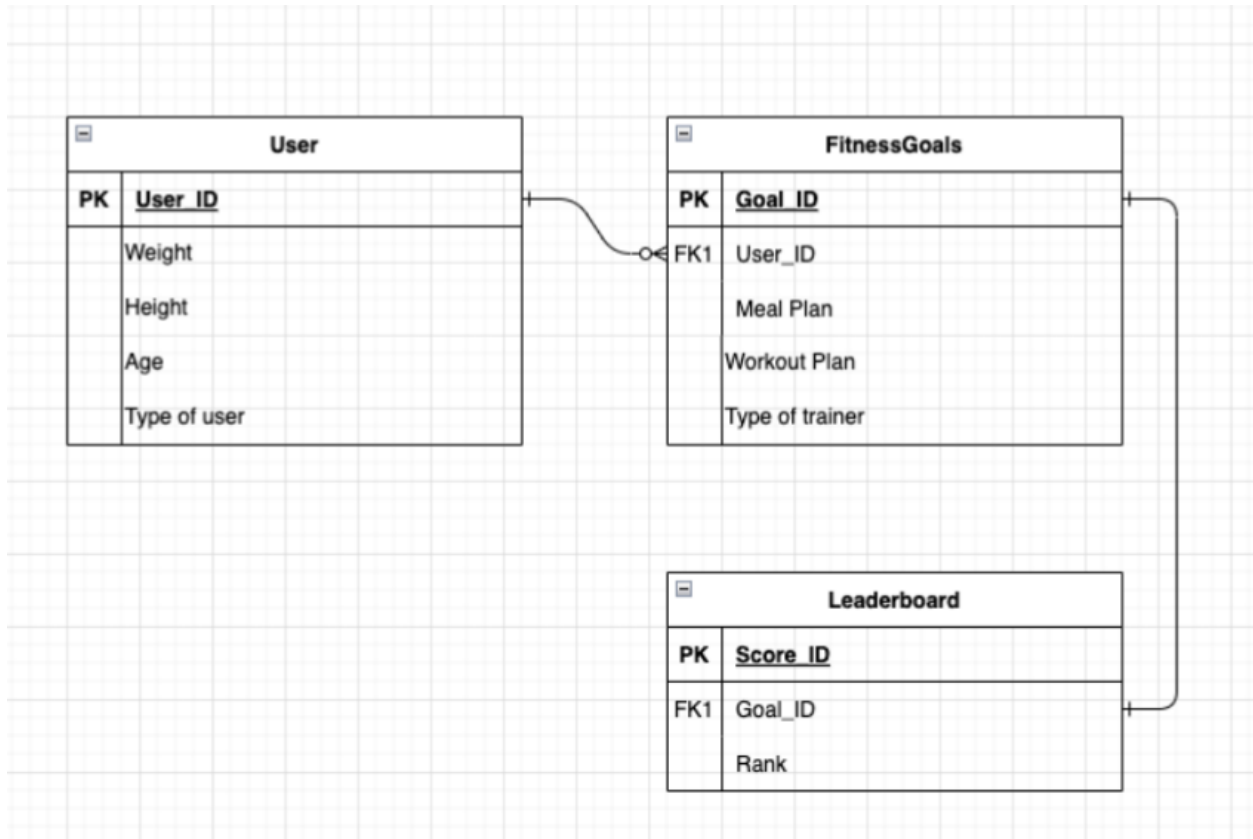 User
PK User_ID
Weight
Height
Age
Type of user
FitnessGoals
PK Goal_ID
FK1 User_ID
Meal Plan
Workout Plan
Type of trainer
Leaderboard
PK Score_ID
FK1 Goal_ID
Rank